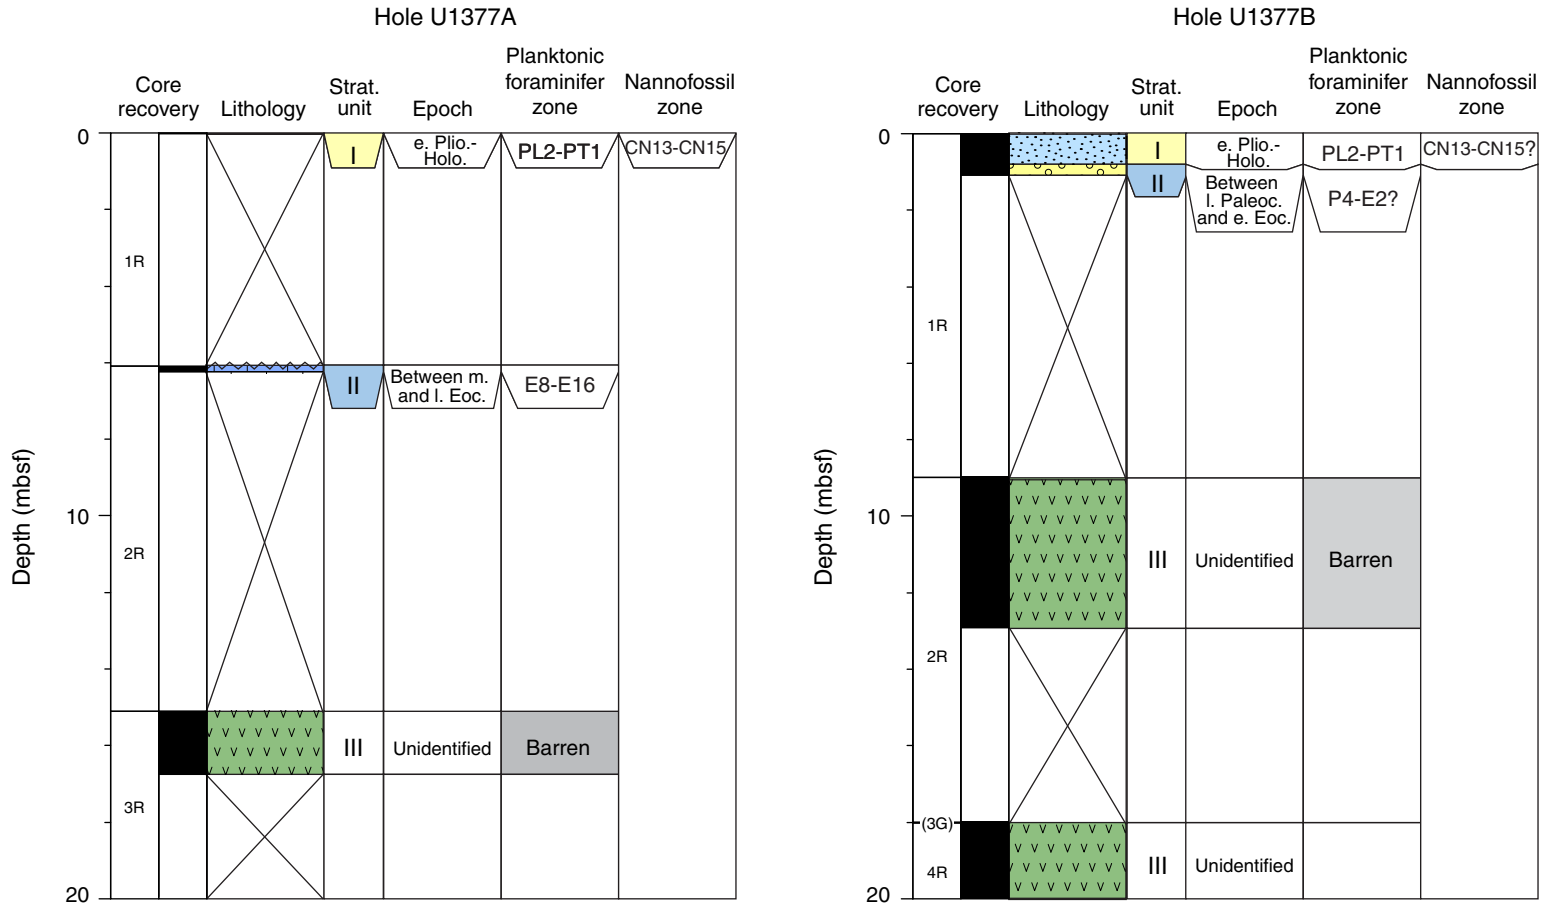 Hole U1377A
Core
recovery
Lithology
Strat.
unit
Epoch
Planktonic
foraminifer
zone
Nannofossil
zone
Depth (mbsf)
0
10
20
1R
2R
3R
I
e. Plio.-
Holo.
PL2-PT1
CN13-CN15
II
Between m.
and l. Eoc.
E8-E16
III
Unidentified
Barren
Hole U1377B
Core
recovery
Lithology
Strat.
unit
Epoch
Planktonic
foraminifer
zone
Nannofossil
zone
Depth (mbsf)
0
10
20
1R
2R
(3G)
4R
I
e. Plio.-
Holo.
PL2-PT1
CN13-CN15?
II
Between
l. Paleoc.
and e. Eoc.
P4-E2?
III
Unidentified
Barren
III
Unidentified